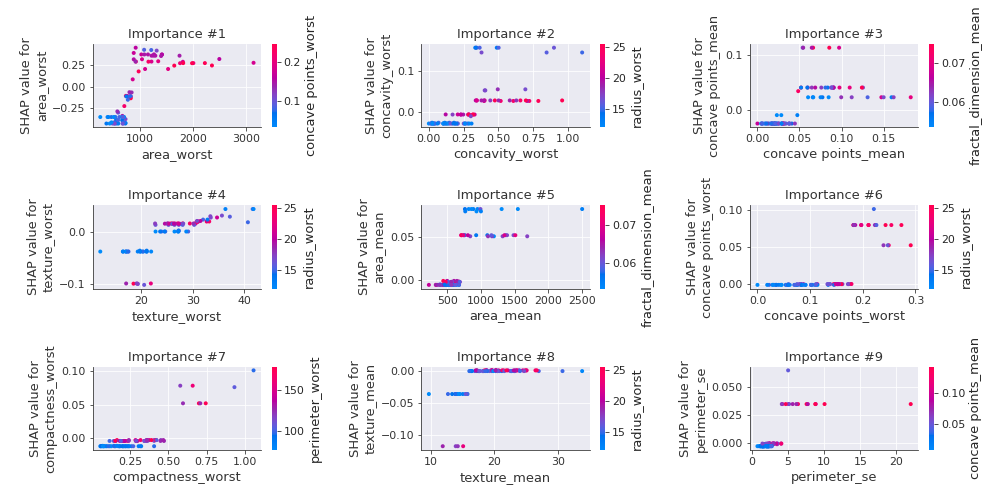 Importance #1
SHAP value for
area_worst
0.25
0.00
−0.25
1000
2000
3000
area_worst
0.2
0.1
concave points_worst
Importance #2
SHAP value for
concavity_worst
0.1
0.0
0.00
0.25
0.50
0.75
1.00
concavity_worst
25
20
15
radius_worst
Importance #3
SHAP value for
concave points_mean
0.1
0.0
0.00
0.05
0.10
0.15
concave points_mean
0.07
0.06
fractal_dimension_mean
Importance #4
SHAP value for
texture_worst
0.0
−0.1
20
30
40
texture_worst
25
20
15
radius_worst
Importance #5
SHAP value for
area_mean
0.05
0.00
500
1000
1500
2000
2500
area_mean
0.07
0.06
fractal_dimension_mean
Importance #6
SHAP value for
concave points_worst
0.10
0.05
0.00
0.0
0.1
0.2
0.3
concave points_worst
25
20
15
radius_worst
Importance #7
SHAP value for
compactness_worst
0.10
0.05
0.00
0.25
0.50
0.75
1.00
compactness_worst
150
100
perimeter_worst
Importance #8
SHAP value for
texture_mean
0.00
−0.05
−0.10
10
20
30
texture_mean
25
20
15
radius_worst
Importance #9
SHAP value for
perimeter_se
0.050
0.025
0.000
0
5
10
15
20
perimeter_se
0.10
0.05
concave points_mean